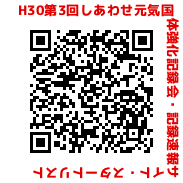 H30第3回しあわせ元気国
体強化記録会・記録速報
サイト・スタートリスト